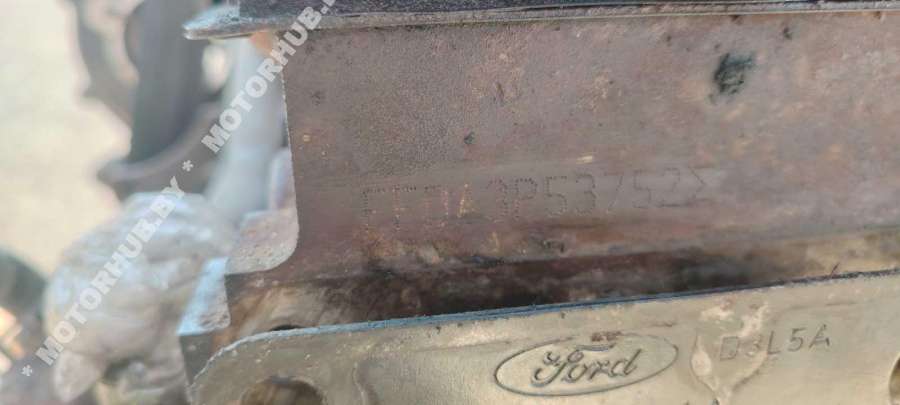 * MOTORHUB.BY * MOTORHUB.BY *
3P53752>
Ford
D3L5A